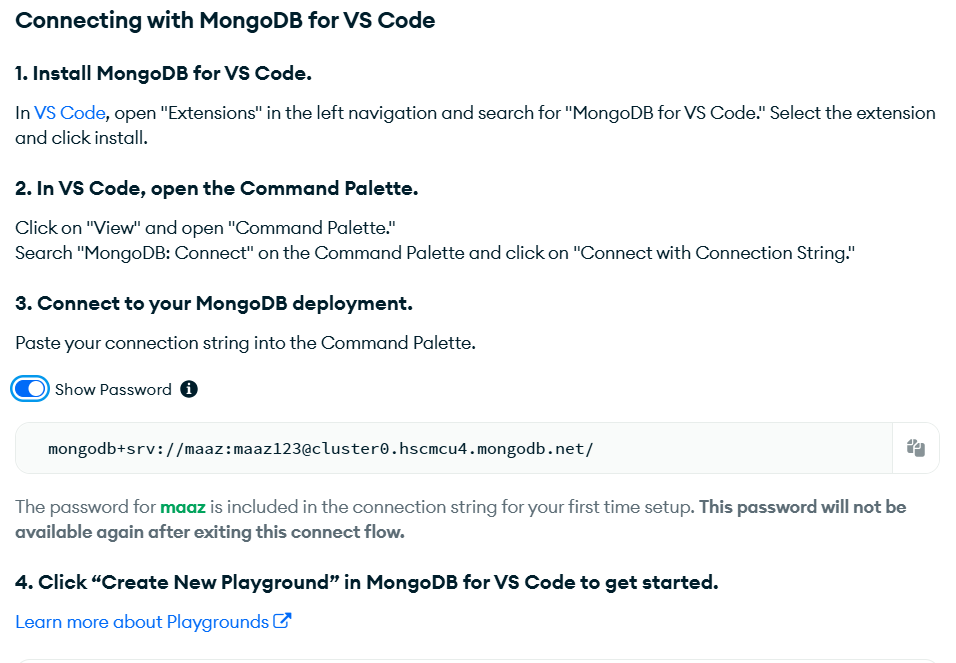 Connecting with MongoDB for VS Code
1. Install MongoDB for VS Code.
In VS Code, open "Extensions" in the left navigation and search for "MongoDB for VS Code." Select the extension
and click install.
2. In VS Code, open the Command Palette.
Click on "View" and open "Command Palette."
Search "MongoDB: Connect" on the Command Palette and click on "Connect with Connection String."
3. Connect to your MongoDB deployment.
Paste your connection string into the Command Palette.
Show Password
mongodb+srv://maaz:maaz123@cluster0.hscmcu4.mongodb.net/
The password for maaz is included in the connection string for your first time setup. This password will not be
available again after exiting this connect flow.
4. Click “Create New Playground” in MongoDB for VS Code to get started.
Learn more about Playgrounds